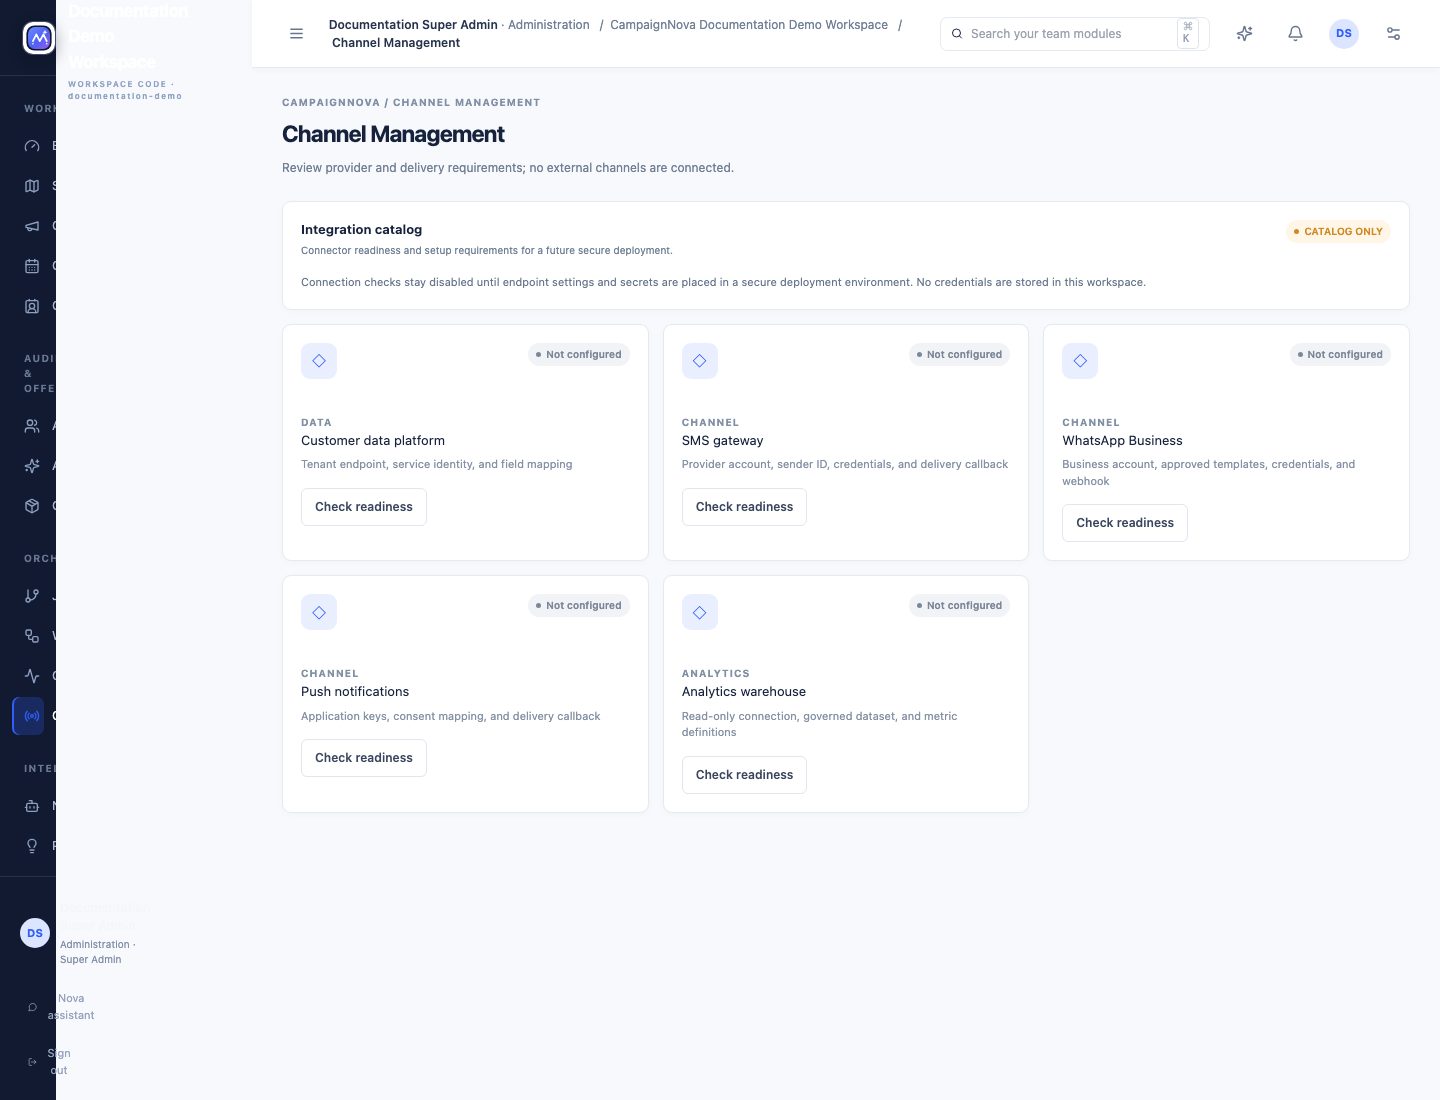 Documentation
Demo
Workspace
WORKSPACE CODE ·
documentation-demo
Documentation Super Admin · Administration / CampaignNova Documentation Demo Workspace /
Channel Management
Search your team modules
⌘
K
DS
CAMPAIGNNOVA / CHANNEL MANAGEMENT
Channel Management
Review provider and delivery requirements; no external channels are connected.
Integration catalog
CATALOG ONLY
Connector readiness and setup requirements for a future secure deployment.
Connection checks stay disabled until endpoint settings and secrets are placed in a secure deployment environment. No credentials are stored in this workspace.
Not configured
DATA
Customer data platform
Tenant endpoint, service identity, and field mapping
Check readiness
Not configured
CHANNEL
SMS gateway
Provider account, sender ID, credentials, and delivery callback
Check readiness
Not configured
CHANNEL
WhatsApp Business
Business account, approved templates, credentials, and
webhook
Check readiness
Not configured
CHANNEL
Push notifications
Application keys, consent mapping, and delivery callback
Check readiness
Not configured
ANALYTICS
Analytics warehouse
Read-only connection, governed dataset, and metric
definitions
Check readiness
&
DS
Documentation
Super Admin
Administration ·
Super Admin
Nova
assistant
Sign
out